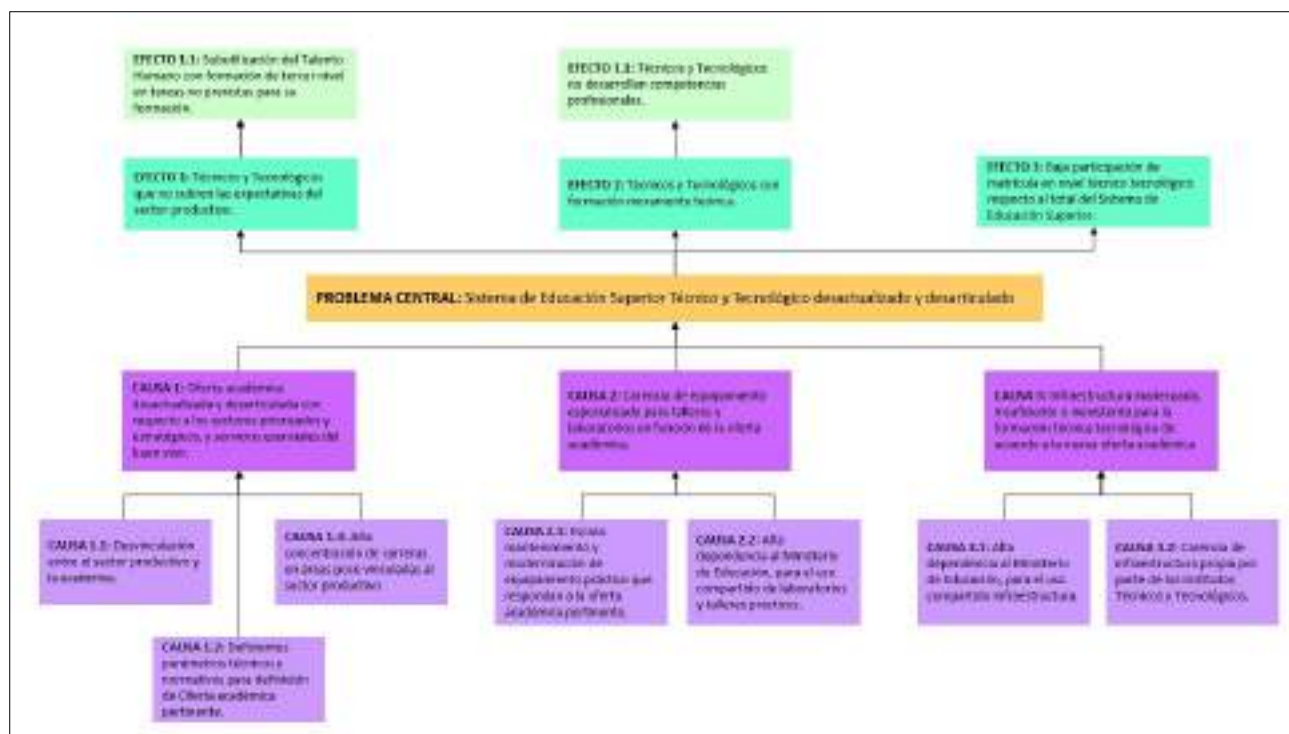 EFECTO 1.1: Subutilización del Talento
Humano con formación de tercer nivel
en tareas no previstas para su
formación.
EFECTO 1.1: Técnicos y Tecnológicos
no desarrollan competencias
profesionales.
EFECTO 1: Técnicos y Tecnológicos
que no cubren las expectativas del
sector productivo.
EFECTO 2: Técnicos y Tecnológicos con
formación meramente teórica.
EFECTO 3: Baja participación de
matrícula en nivel técnico tecnológico
respecto al total del Sistema de
Educación Superior.
PROBLEMA CENTRAL: Sistema de Educación Superior Técnico y Tecnológico desactualizado y desarticulado
CAUSA 1: Oferta académica
desactualizada y desarticulada con
respecto a los sectores priorizados y
estratégicos, y servicios esenciales del
buen vivir.
CAUSA 2: Carencia de equipamiento
especializado para talleres y
laboratorios en función de la oferta
académica.
CAUSA 3: Infraestructura inadecuada,
insuficiente o inexistente para la
formación técnica tecnológica de
acuerdo a la nueva oferta académica
CAUSA 1.1: Desvinculación
entre el sector productivo y
la academia.
Alta
concentración de carreras
en áreas poco vinculadas al
sector productivo
CAUSA 1.2: Deficientes
parámetros técnicos y
normativos para definición
de Oferta académica
pertinente.
Escaso
mantenimiento y
modernización de
equipamiento práctico que
respondan a la oferta
académica pertinente.
CAUSA 2.2: Alta
dependencia al Ministerio
de Educación, para el uso
compartido de laboratorios
y talleres prácticos.
CAUSA 3.1: Alta
dependencia al Ministerio
de Educación, para el uso
compartido infraestructura.
CAUSA 3.2: Carencia de
infraestructura propia por
parte de los Institutos
Técnicos y Tecnológicos.